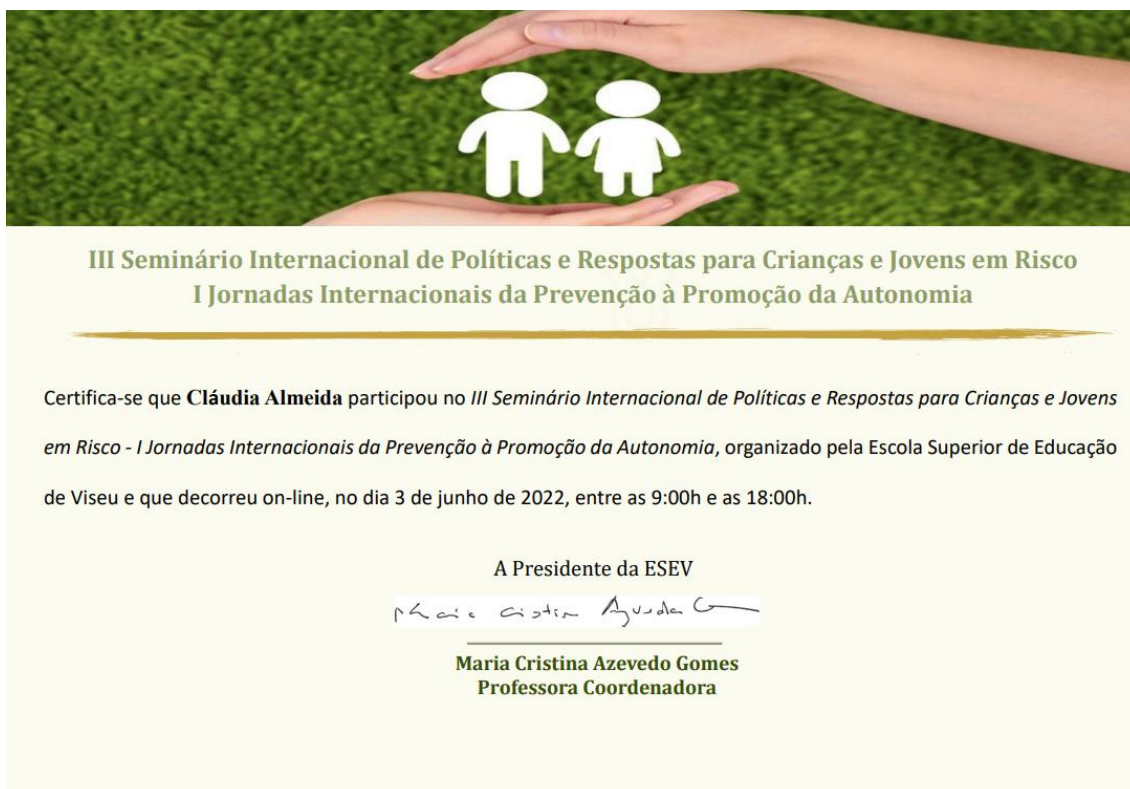 III Seminário Internacional de Políticas e Respostas para Crianças e Jovens em Risco
I Jornadas Internacionais da Prevenção à Promoção da Autonomia
Certifica-se que Cláudia Almeida participou no III Seminário Internacional de Políticas e Respostas para Crianças e Jovens
em Risco - I Jornadas Internacionais da Prevenção à Promoção da Autonomia, organizado pela Escola Superior de Educação
de Viseu e que decorreu on-line, no dia 3 de junho de 2022, entre as 9:00h e as 18:00h.
A Presidente da ESEV
Maria Cristina Azevedo Gomes
Professora Coordenadora